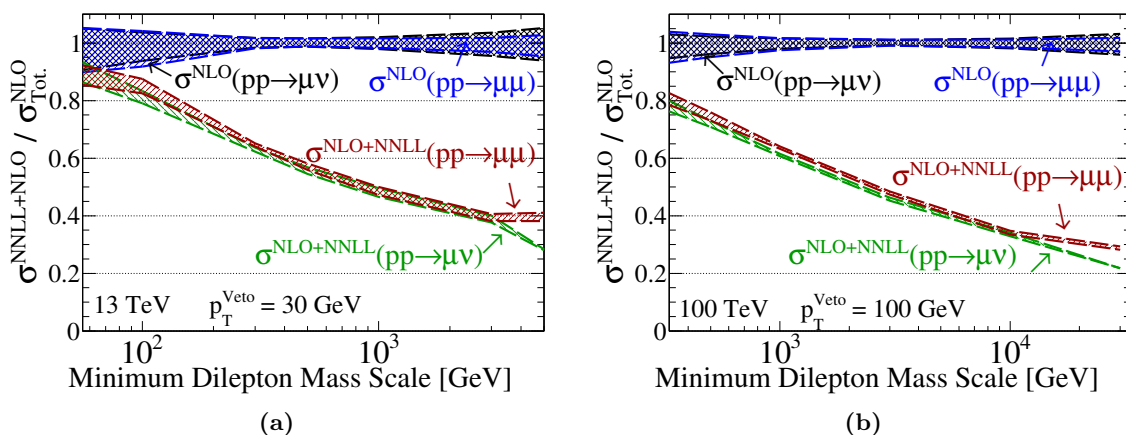 σ^NNLL+NLO / σ_Tot.^NLO
1
0.8
0.6
0.4
0.2
0
σ^NLO(pp→μν)
σ^NLO(pp→μμ)
σ^NLO+NNLL(pp→μμ)
σ^NLO+NNLL(pp→μν)
13 TeV p_T^Veto = 30 GeV
10^2 10^3
Minimum Dilepton Mass Scale [GeV]
(a)
σ^NNLL+NLO / σ_Tot.^NLO
1
0.8
0.6
0.4
0.2
0
σ^NLO(pp→μν)
σ^NLO(pp→μμ)
σ^NLO+NNLL(pp→μμ)
σ^NLO+NNLL(pp→μν)
100 TeV p_T^Veto = 100 GeV
10^3 10^4
Minimum Dilepton Mass Scale [GeV]
(b)